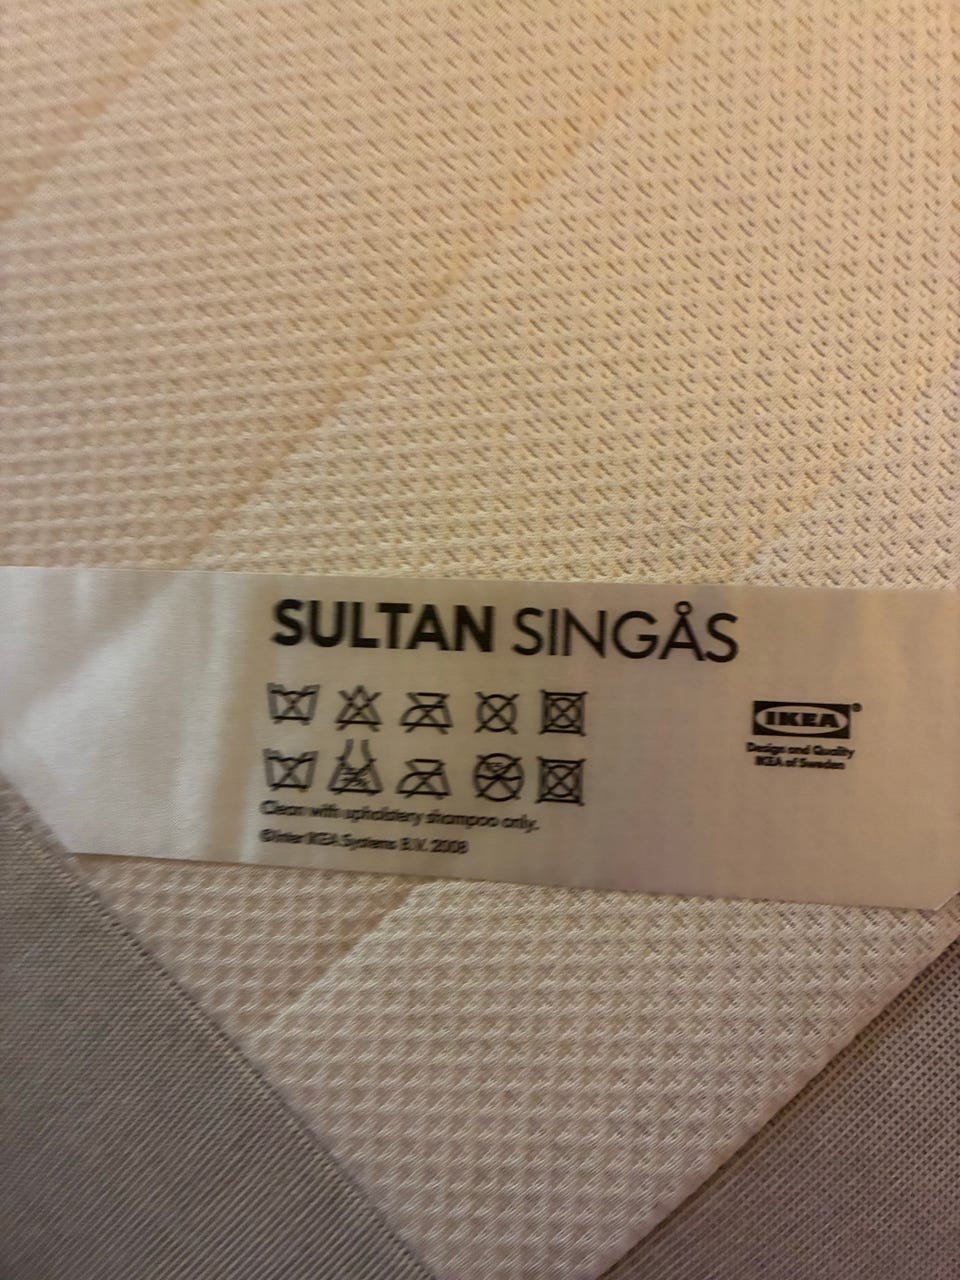 SULTAN SINGÅS
IKEA®
Design and Quality
IKEA of Sweden
Clean with upholstery shampoo only.
©Inter IKEA Systems B.V. 2008